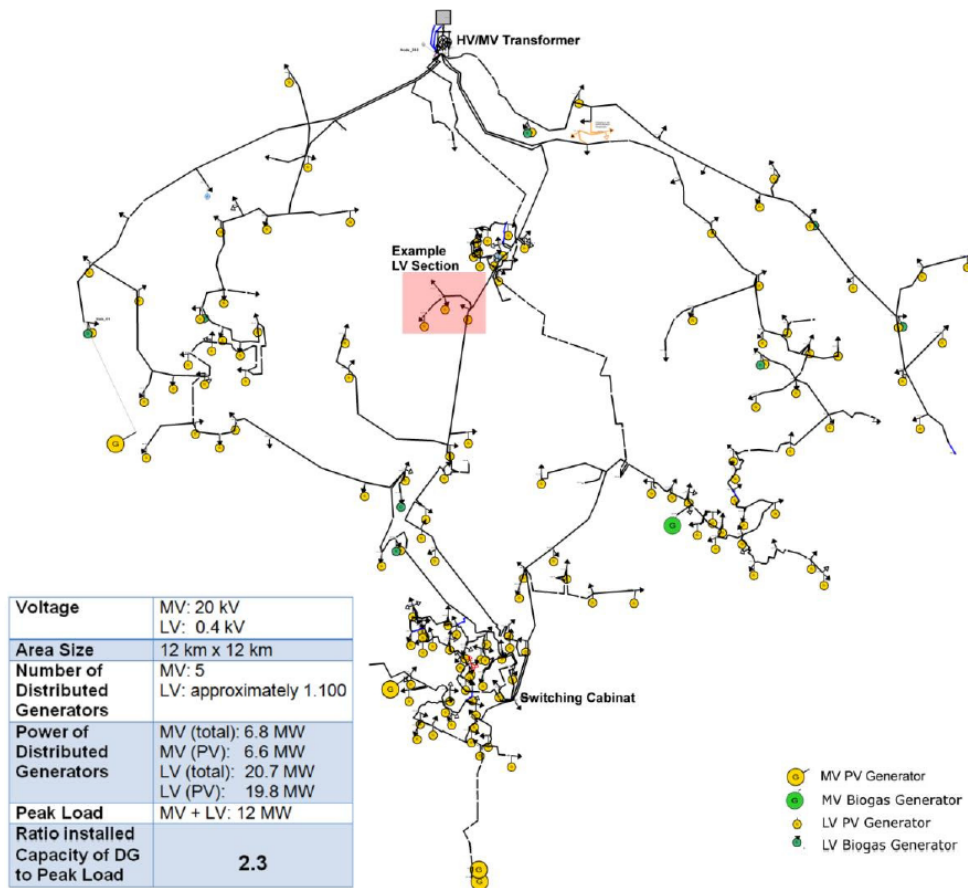 HV/MV Transformer
Example
LV Section
Switching Cabinat
Voltage
MV: 20 kV
LV: 0.4 kV
Area Size
12 km x 12 km
Number of
Distributed
Generators
MV: 5
LV: approximately 1.100
Power of
Distributed
Generators
MV (total): 6.8 MW
MV (PV): 6.6 MW
LV (total): 20.7 MW
LV (PV): 19.8 MW
Peak Load
MV + LV: 12 MW
Ratio installed
Capacity of DG
to Peak Load
2.3
G
MV PV Generator
G
MV Biogas Generator
LV PV Generator
LV Biogas Generator
G
G
G
G
G